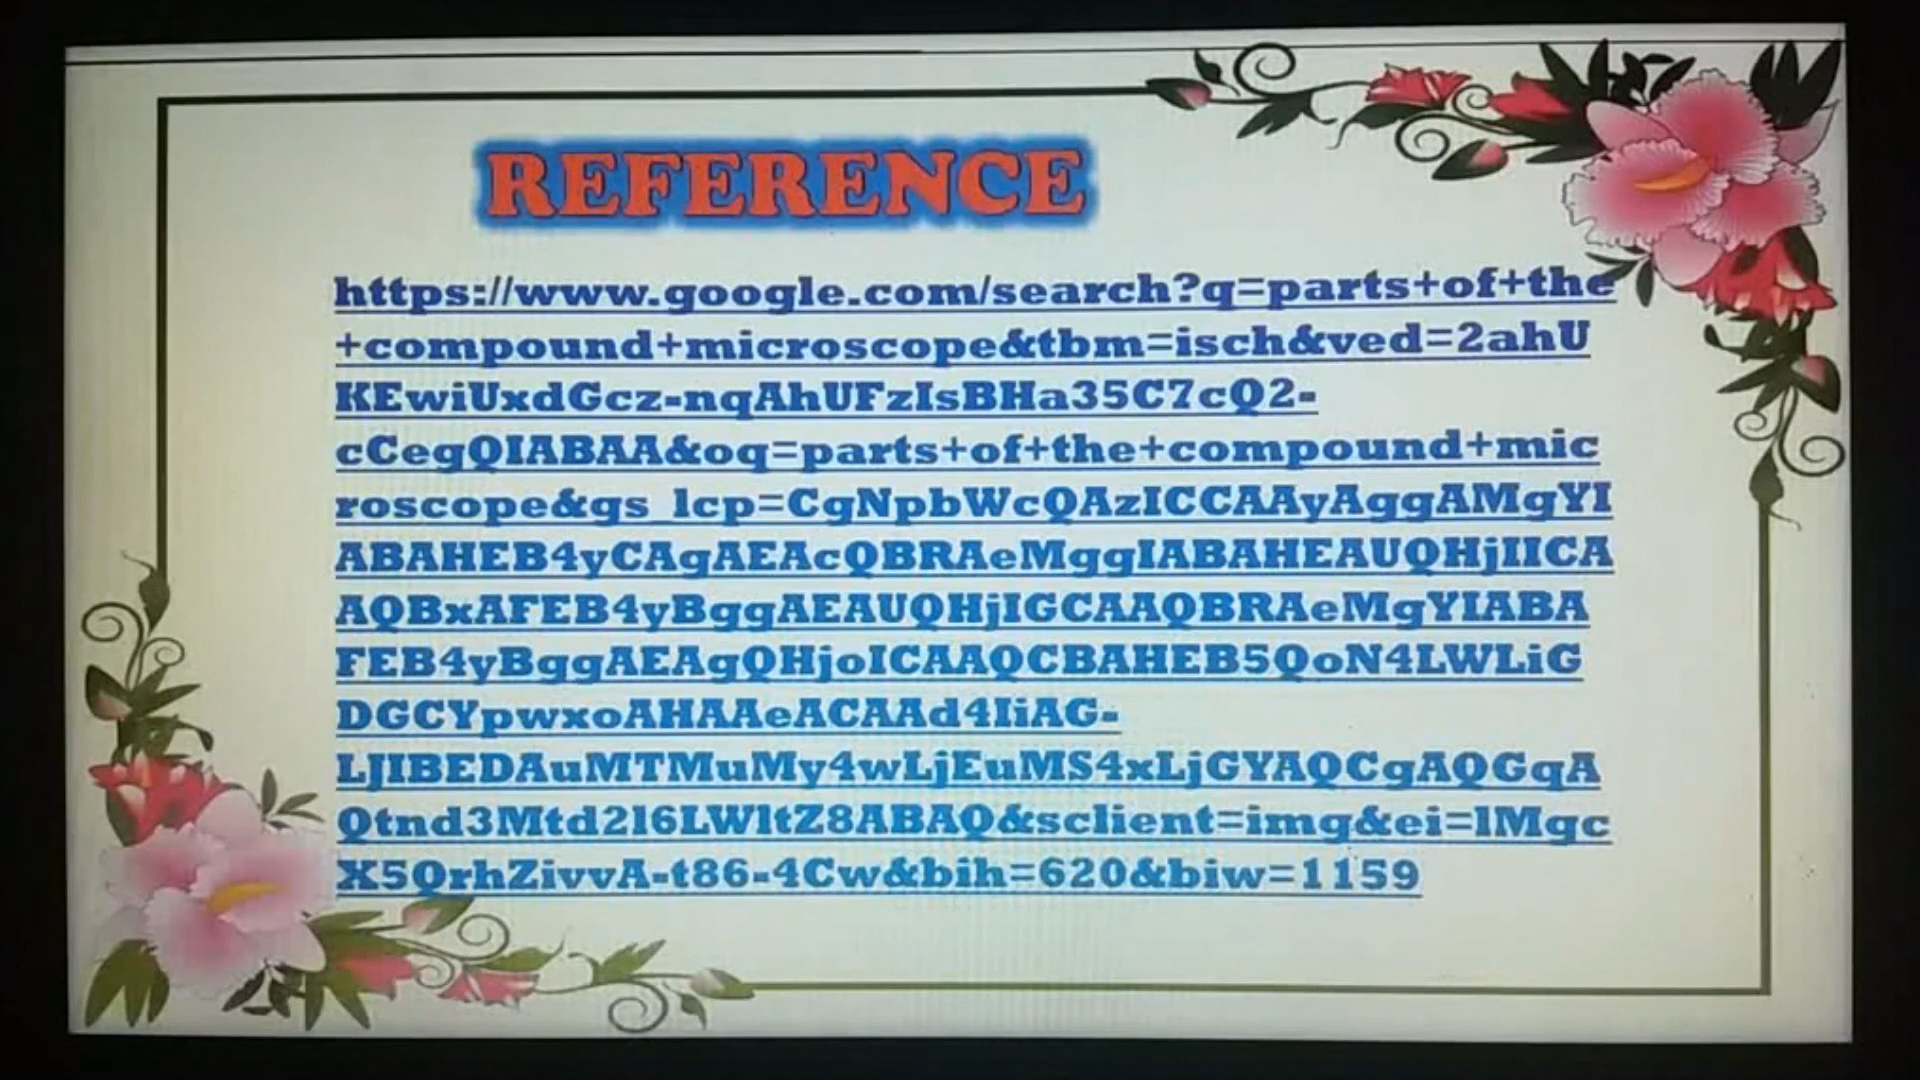 REFERENCE
https://www.google.com/search?q=parts+of+the
+compound+microscope&tbm=isch&ved=2ahU
KEwiUxdGcz-nqAhUFzIsBHa35C7cQ2-
cCegQIABAA&oq=parts+of+the+compound+mic
roscope&gs_lcp=CgNpbWcQAzICCAAyAggAMgYI
ABAHEB4yCAgAEAcQBRAeMggIABAHEAUQHjIICA
AQBxAFEB4yBggAEAUQHjIGCAAQBRAeMgYIABA
FEB4yBggAEAgQHjoICAAQCBAHEB5QoN4LWLiG
DGCYpwxoAHAAeACAAd4IiAG-
LJIBEDAuMTMuMy4wLjEuMS4xLjGYAQCgAQGqA
Qtnd3Mtd2l6LWltZ8ABAQ&sclient=img&ei=lMgc
X5QrhZivvA-t86-4Cw&bih=620&biw=1159